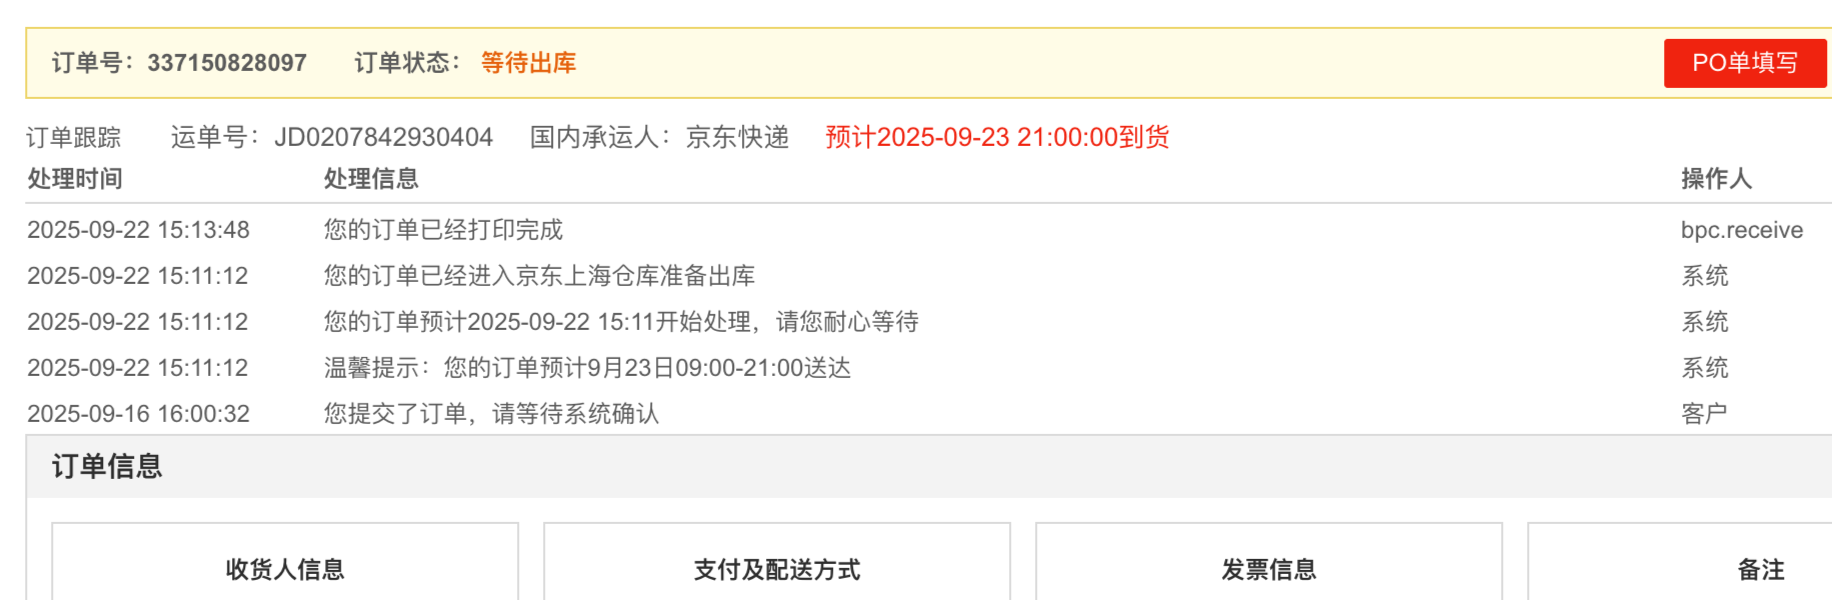 订单号：337150828097 订单状态：等待出库 PO单填写
订单跟踪 运单号：JD0207842930404 国内承运人：京东快递 预计2025-09-23 21:00:00到货
处理时间 处理信息 操作人
2025-09-22 15:13:48 您的订单已经打印完成 bpc.receive
2025-09-22 15:11:12 您的订单已经进入京东上海仓库准备出库 系统
2025-09-22 15:11:12 您的订单预计2025-09-22 15:11开始处理，请您耐心等待 系统
2025-09-22 15:11:12 温馨提示：您的订单预计9月23日09:00-21:00送达 系统
2025-09-16 16:00:32 您提交了订单，请等待系统确认 客户
订单信息
收货人信息 支付及配送方式 发票信息 备注